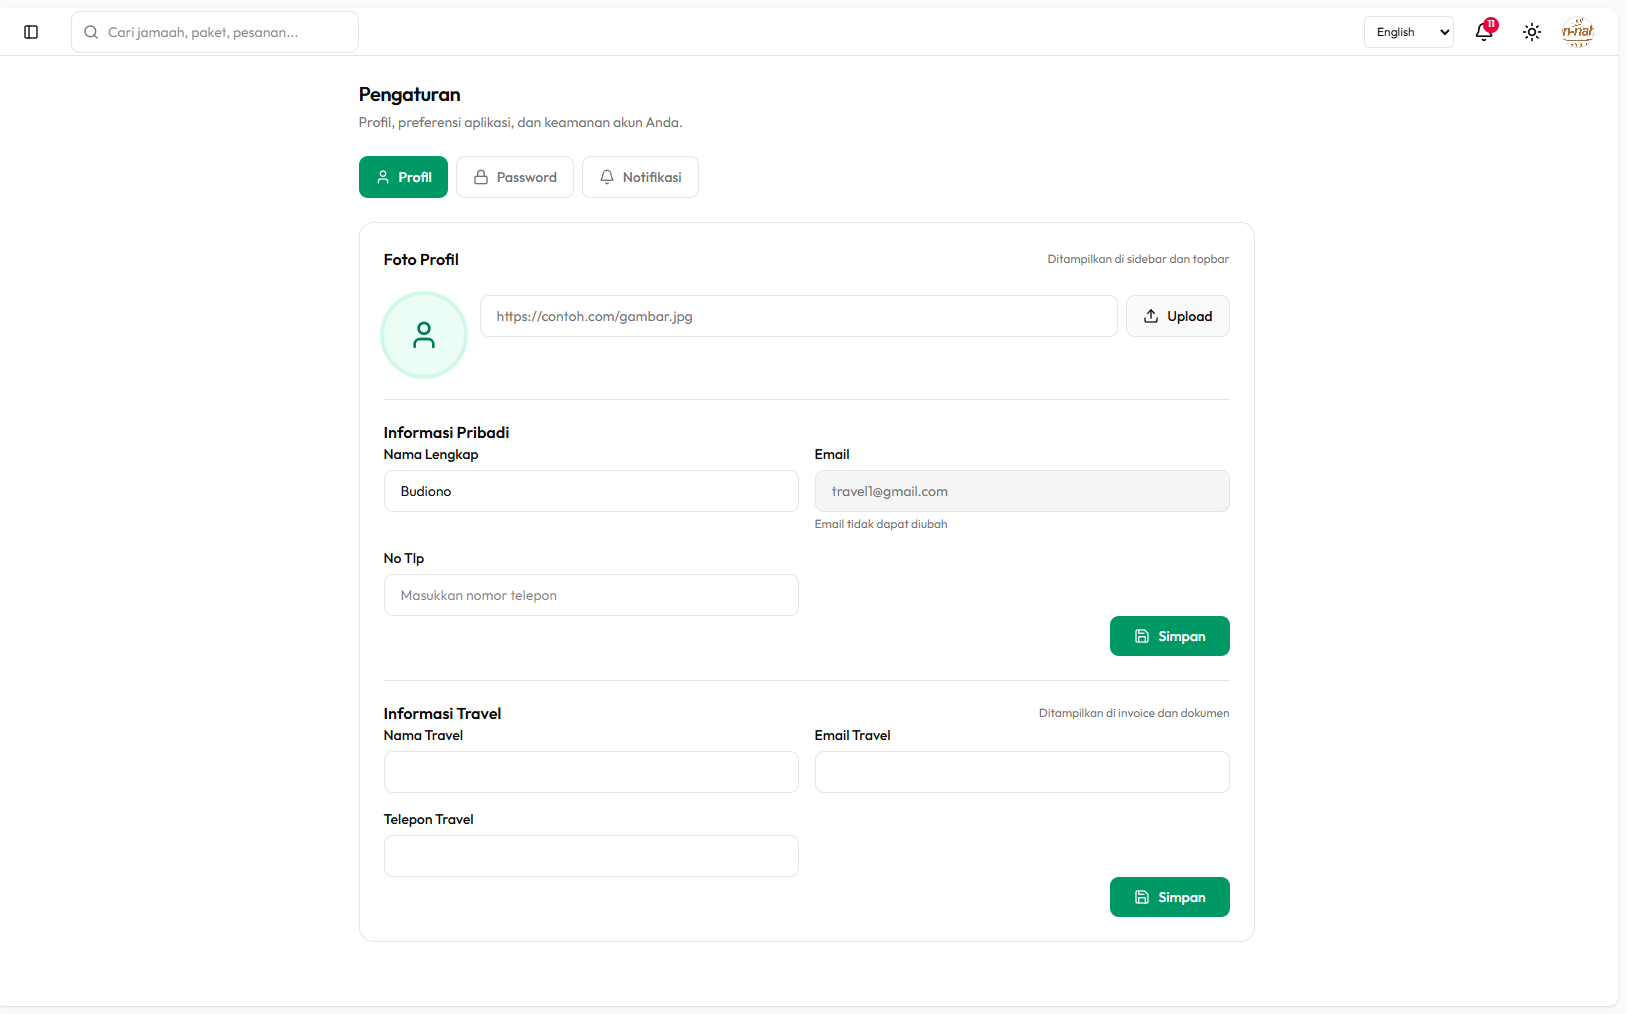 Cari jamaah, paket, pesanan...
English
11
Pengaturan
Profil, preferensi aplikasi, dan keamanan akun Anda.
Profil
Password
Notifikasi
Foto Profil
Ditampilkan di sidebar dan topbar
https://contoh.com/gambar.jpg
Upload
Informasi Pribadi
Nama Lengkap
Email
Budiono
travel1@gmail.com
Email tidak dapat diubah
No Tlp
Masukkan nomor telepon
Simpan
Informasi Travel
Ditampilkan di invoice dan dokumen
Nama Travel
Email Travel
Telepon Travel
Simpan